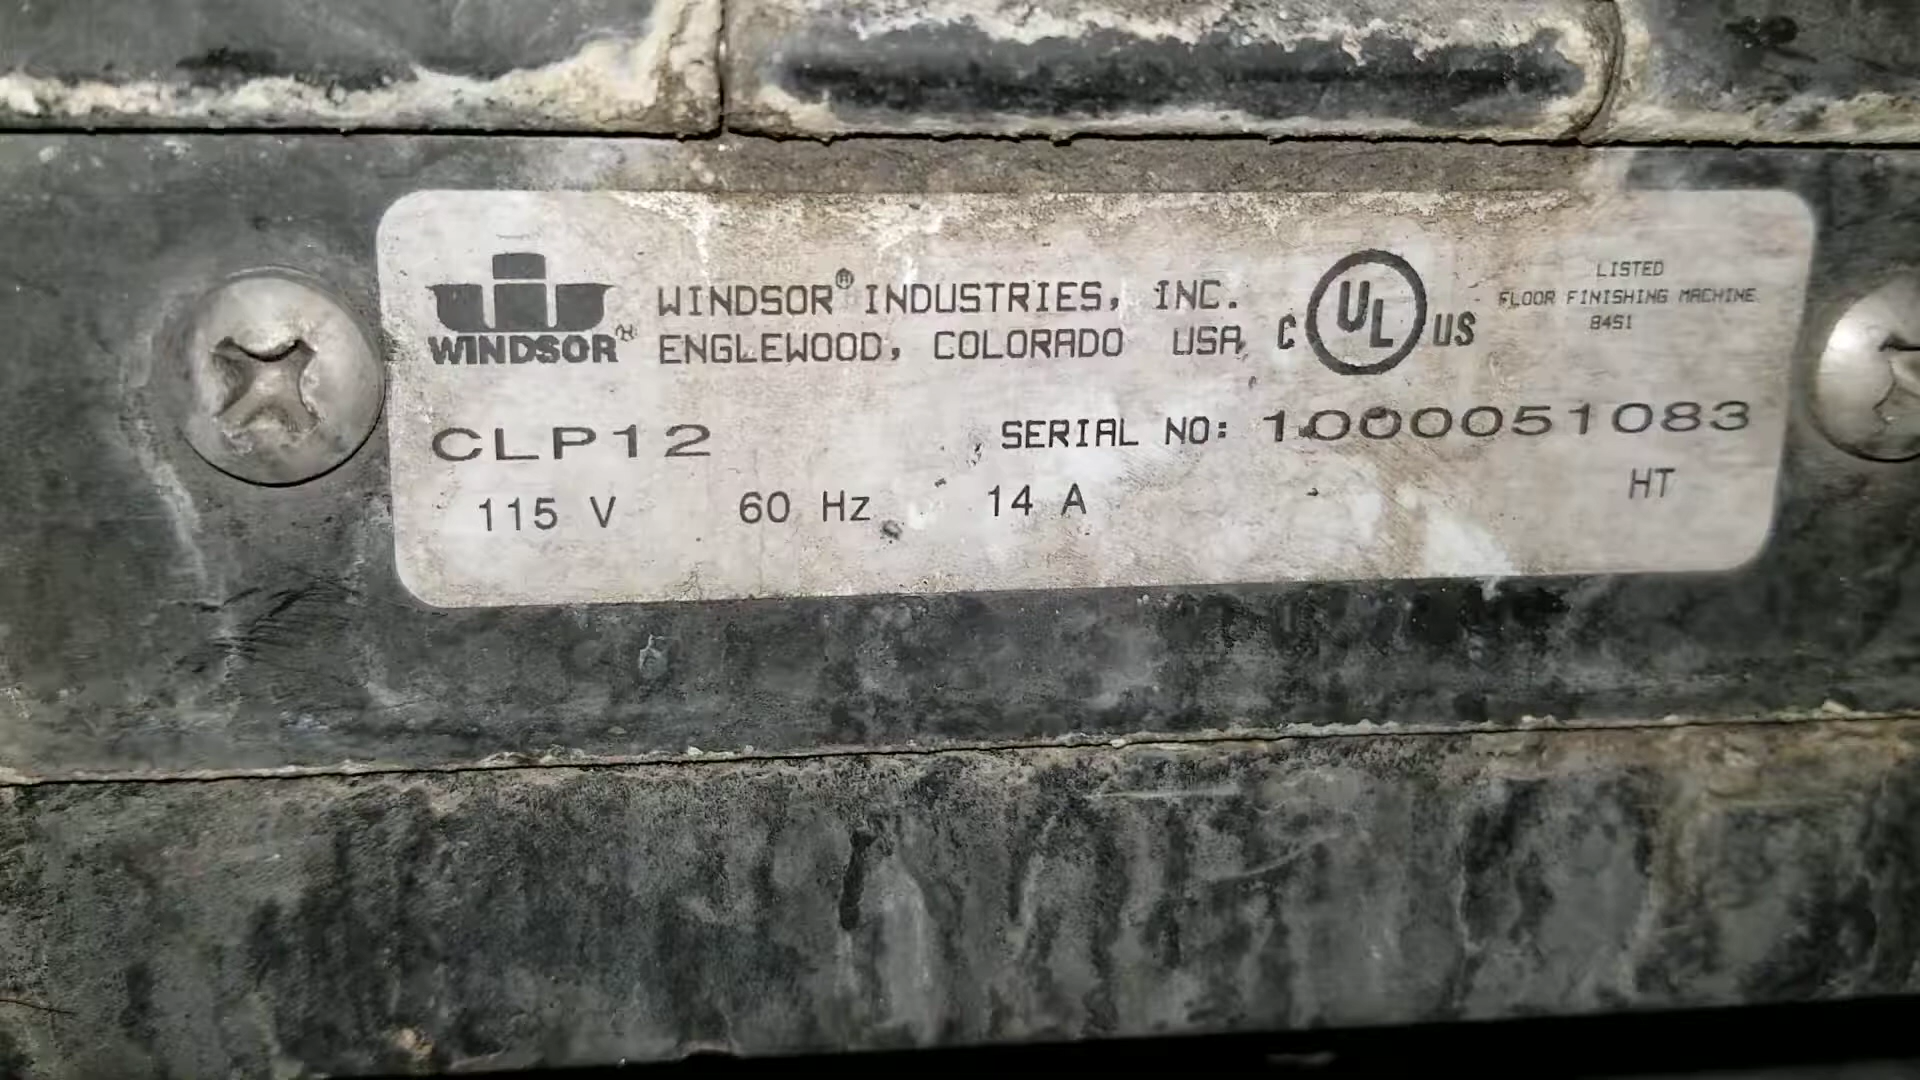 WINDSOR® INDUSTRIES, INC.
ENGLEWOOD, COLORADO USA
WINDSOR®
C UL US
LISTED
FLOOR FINISHING MACHINE
84S1
CLP12
SERIAL NO: 1000051083
115 V 60 Hz 14 A
HT